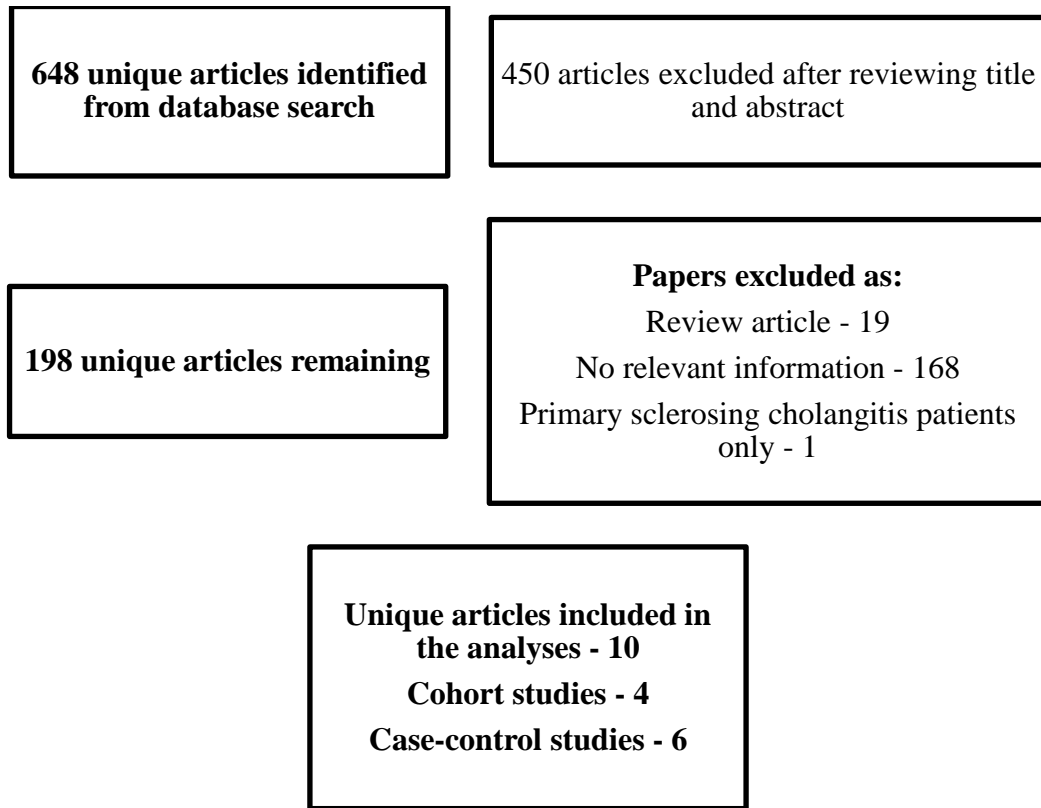 648 unique articles identified
from database search
450 articles excluded after reviewing title
and abstract
198 unique articles remaining
Papers excluded as:
Review article - 19
No relevant information - 168
Primary sclerosing cholangitis patients
only - 1
Unique articles included in
the analyses - 10
Cohort studies - 4
Case-control studies - 6